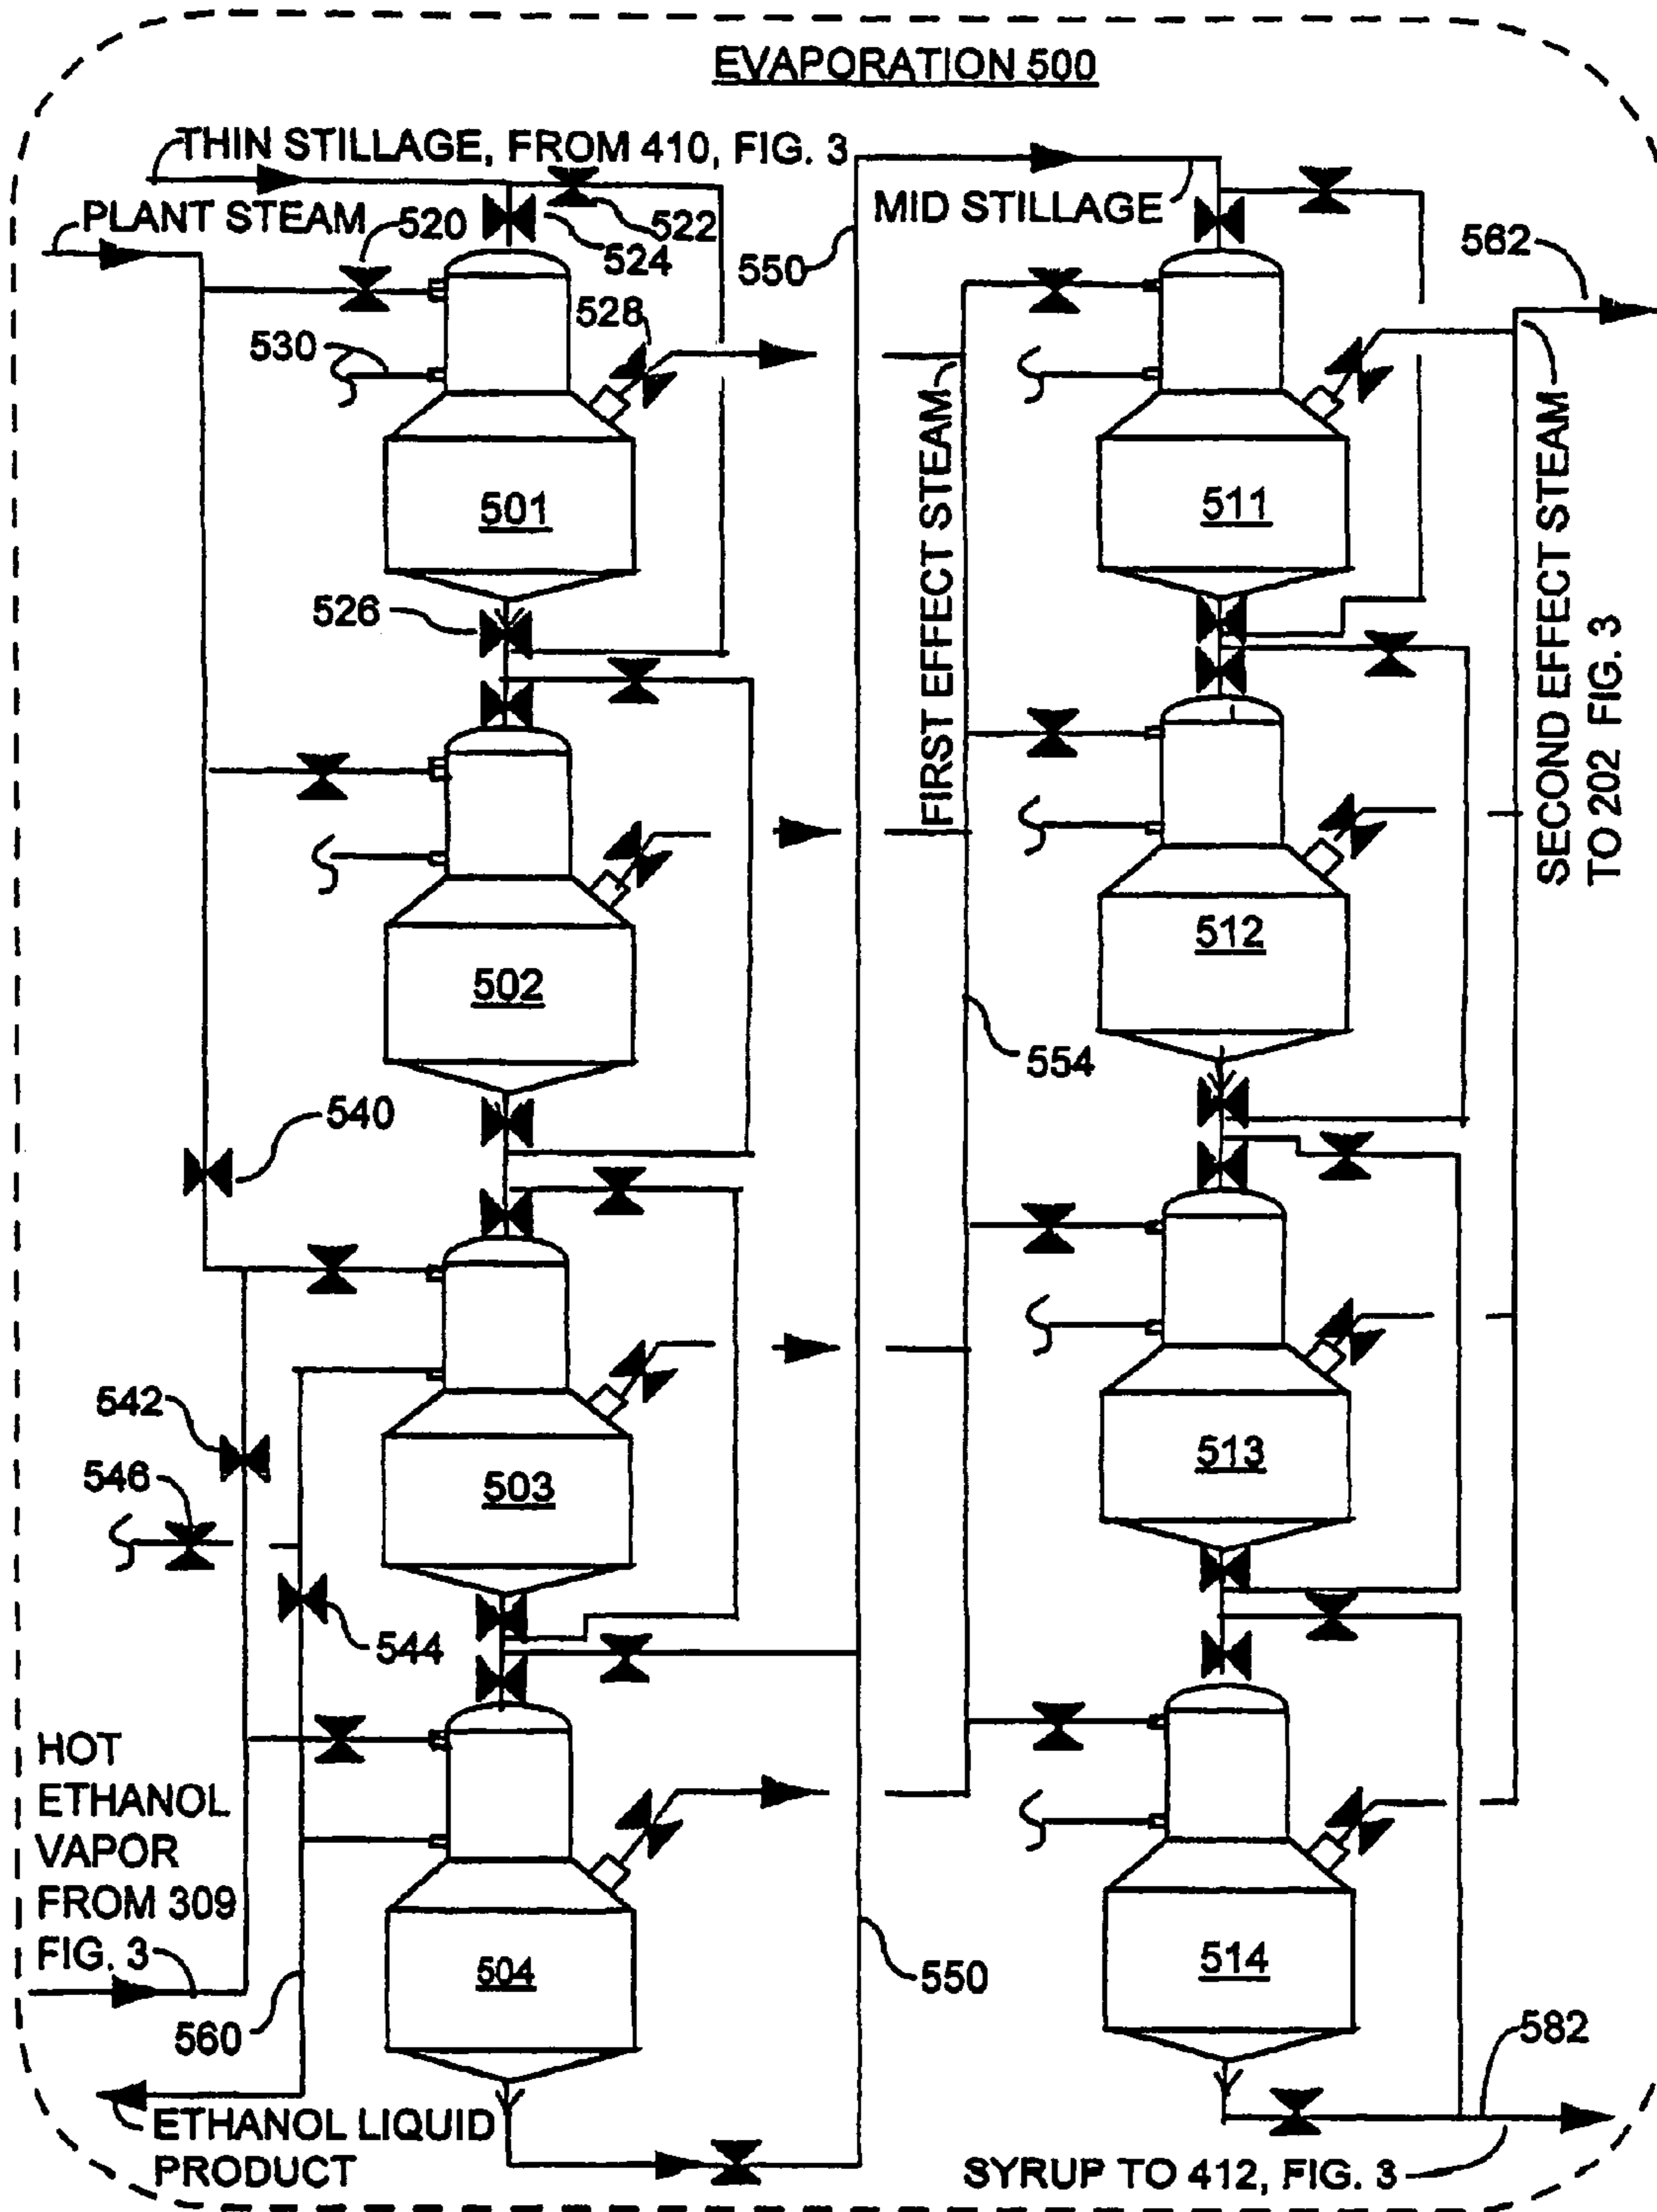 EVAPORATION 500
THIN STILLAGE, FROM 410, FIG. 3
PLANT STEAM
520
522
524
528
530
MID STILLAGE
550
562
501
511
526
FIRST EFFECT STEAM
SECOND EFFECT STEAM
TO 202 FIG. 3
502
512
554
540
542
546
503
513
544
HOT
ETHANOL
VAPOR
FROM 309
FIG. 3
504
514
550
560
582
ETHANOL LIQUID
PRODUCT
SYRUP TO 412, FIG. 3